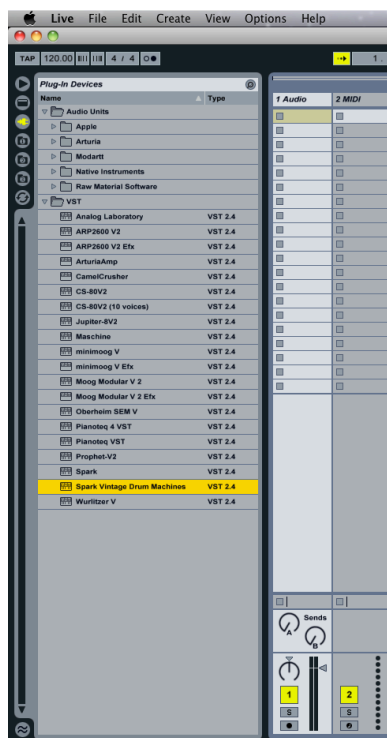 Live File Edit Create View Options Help
TAP 120.00 4 / 4 1.
Plug-In Devices
Name Type
Audio Units
Apple
Arturia
Modartt
Native Instruments
Raw Material Software
VST
Analog Laboratory VST 2.4
ARP2600 V2 VST 2.4
ARP2600 V2 Efx VST 2.4
ArturiaAmp VST 2.4
CamelCrusher VST 2.4
CS-80V2 VST 2.4
CS-80V2 (10 voices) VST 2.4
Jupiter-8V2 VST 2.4
Maschine VST 2.4
minimoog V VST 2.4
minimoog V Efx VST 2.4
Moog Modular V 2 VST 2.4
Moog Modular V 2 Efx VST 2.4
Oberheim SEM V VST 2.4
Pianoteq 4 VST VST 2.4
Pianoteq VST VST 2.4
Prophet-V2 VST 2.4
Spark VST 2.4
Spark Vintage Drum Machines VST 2.4
Wurlitzer V VST 2.4
1 Audio 2 MIDI
Sends
A
B
1 2
S S